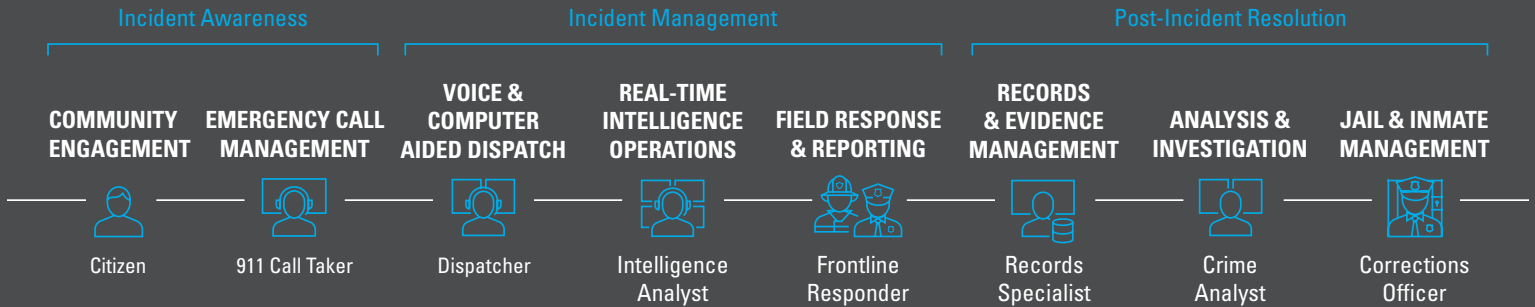 Incident Awareness
Incident Management
Post-Incident Resolution
COMMUNITY
ENGAGEMENT
EMERGENCY CALL
MANAGEMENT
VOICE &
COMPUTER
AIDED DISPATCH
REAL-TIME
INTELLIGENCE
OPERATIONS
FIELD RESPONSE
& REPORTING
RECORDS
& EVIDENCE
MANAGEMENT
ANALYSIS &
INVESTIGATION
JAIL & INMATE
MANAGEMENT
Citizen
911 Call Taker
Dispatcher
Intelligence
Analyst
Frontline
Responder
Records
Specialist
Crime
Analyst
Corrections
Officer